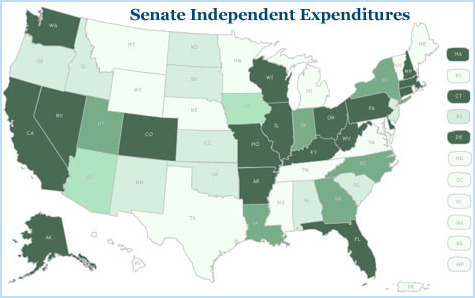 Senate Independent Expenditures
WA
MT
ND
MN
ME
OR
ID
SD
WI
MI
NY
VT
NH
MA
RI
WY
NE
IA
PA
CT
NV
UT
CO
IL
IN
OH
NJ
CA
KS
MO
WV
VA
DE
KY
MD
AZ
NM
OK
AR
TN
NC
DC
SC
MS
AL
GA
TX
LA
FL
AK
HI
PR